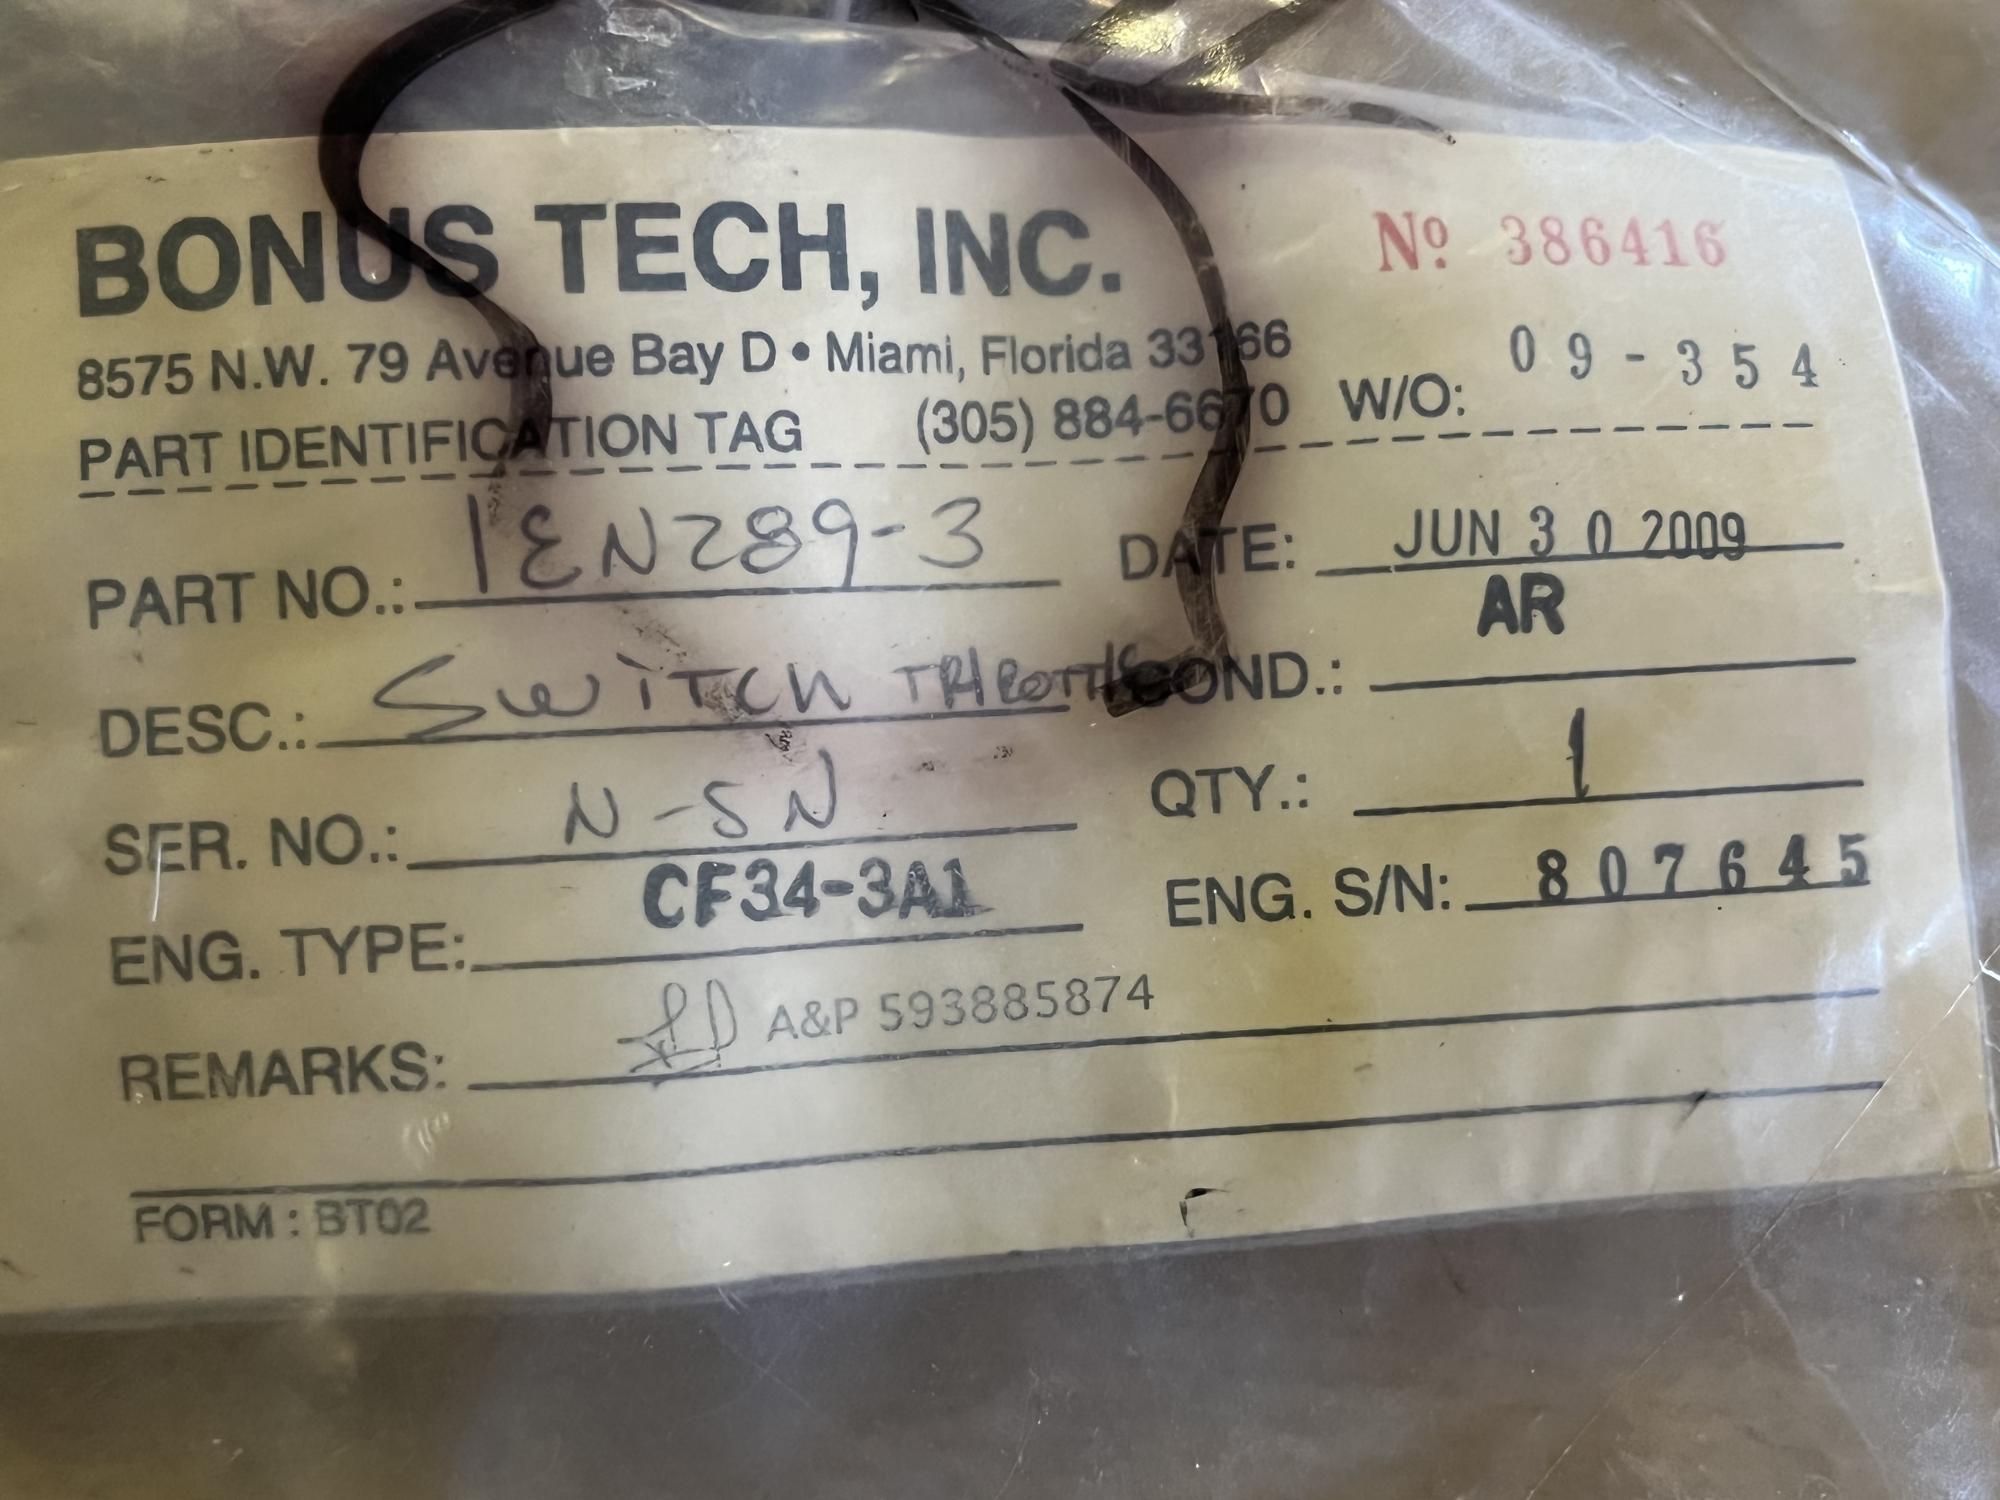 BONUS TECH, INC. Nº 386416
8575 N.W. 79 Avenue Bay D • Miami, Florida 33166
PART IDENTIFICATION TAG (305) 884-6670 W/O: 09-354
PART NO.: 1EN289-3 DATE: JUN 30 2009
DESC.: SWITCH THROTTLE COND.: AR
SER. NO.: N-SN QTY.: 1
ENG. TYPE: CF34-3A1 ENG. S/N: 807645
REMARKS: A&P 593885874
FORM : BT02